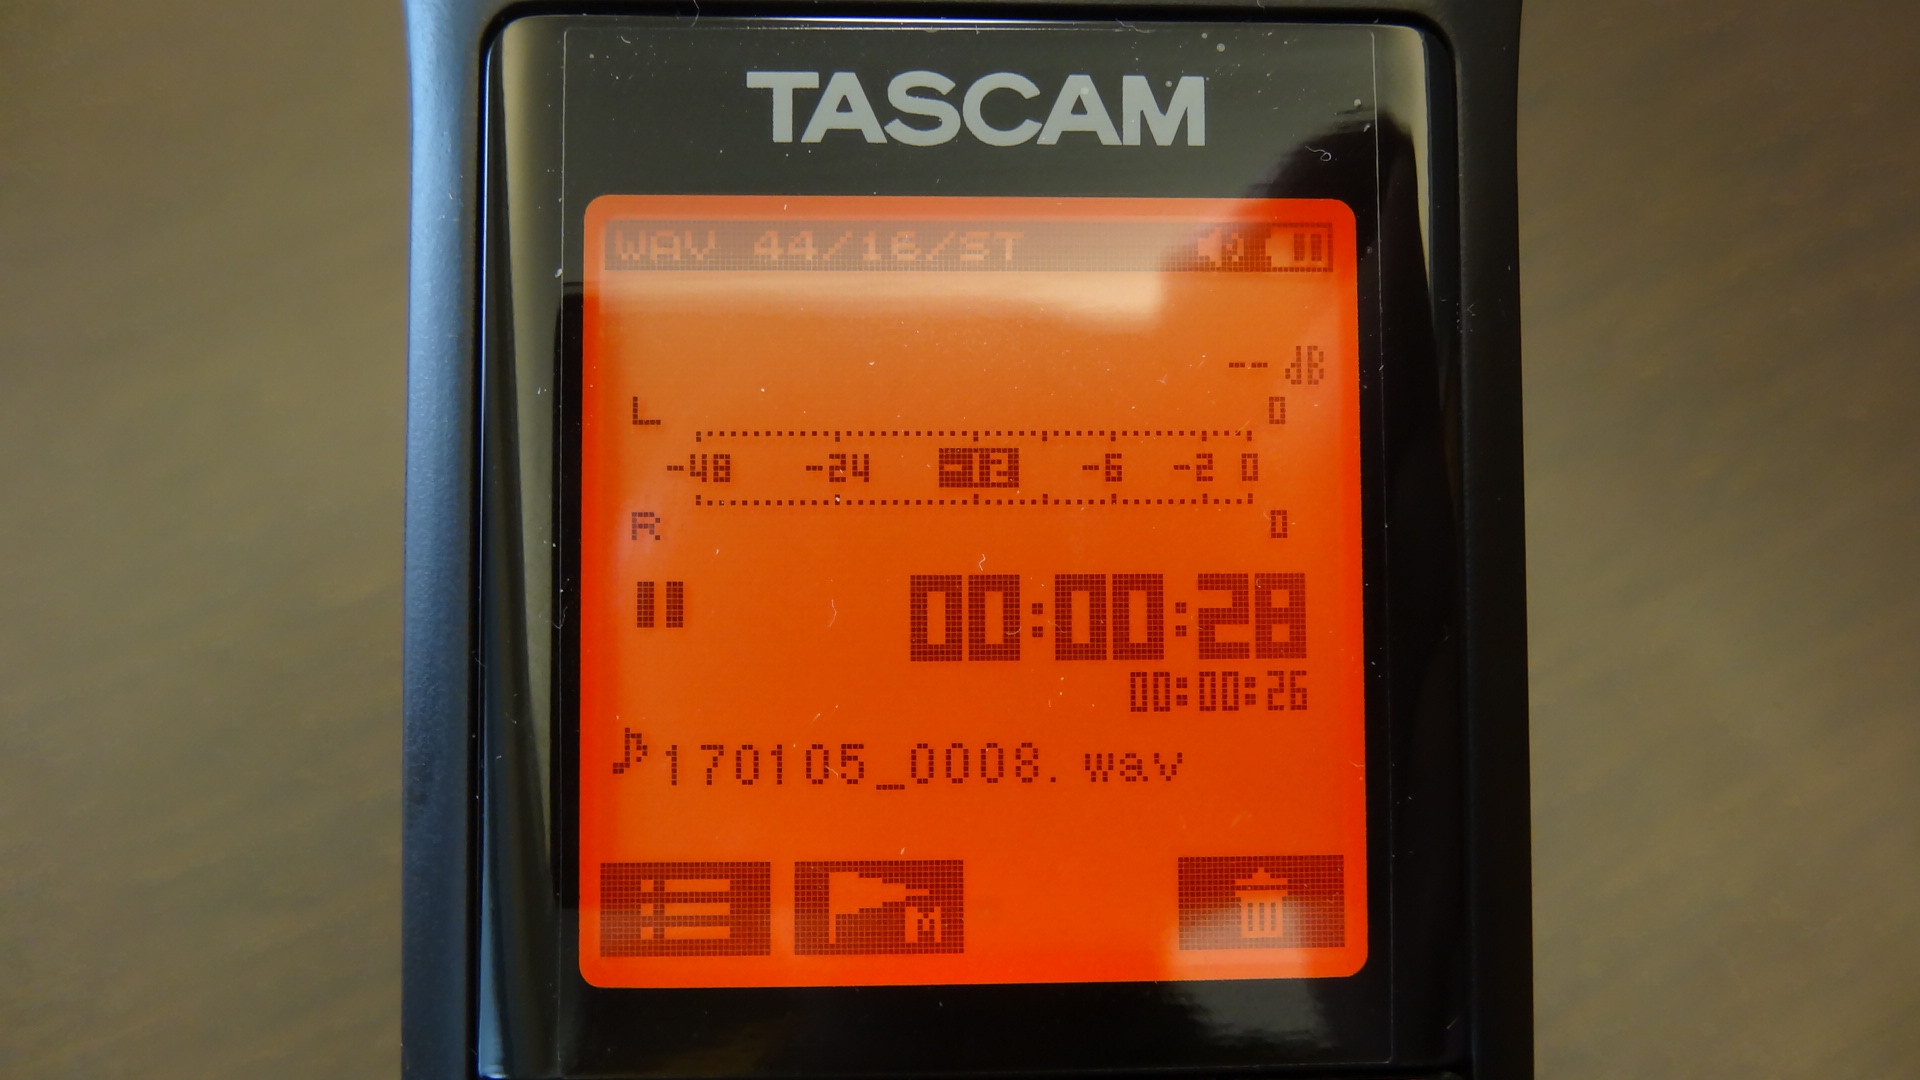 TASCAM
WAV 44/16/ST
--dB
L 0
-48 -24 -12 -6 -2 0
R 0
00:00:28
00:00:26
170105_0008.wav
M